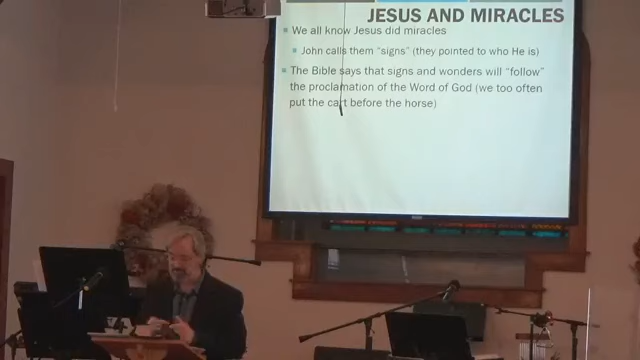 JESUS AND MIRACLES
We all know Jesus did miracles
John calls them “signs” (they pointed to who He is)
The Bible says that signs and wonders will “follow”
the proclamation of the Word of God (we too often
put the cart before the horse)